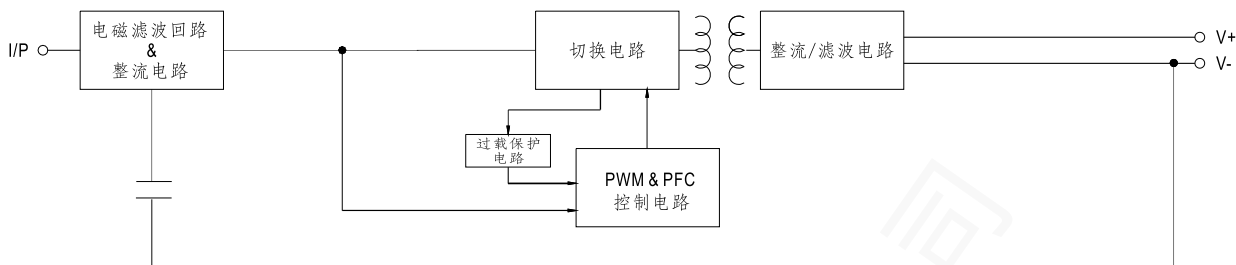 电磁滤波回路
I/P
&
整流电路
切换电路
整流/滤波电路
V+
V-
过载保护
电路
PWM & PFC
控制电路
司